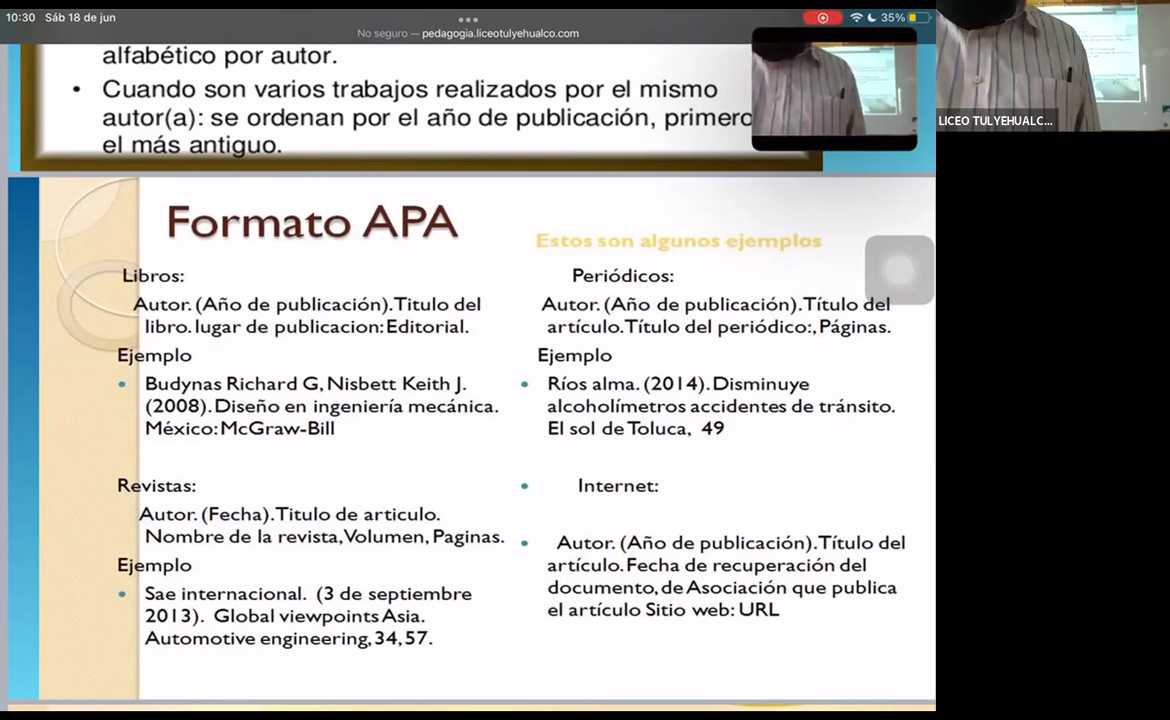 10:30 Sáb 18 de jun
35%
No seguro — pedagogia.liceotulyehualco.com
LICEO TULYEHUALC...
alfabético por autor.
• Cuando son varios trabajos realizados por el mismo
autor(a): se ordenan por el año de publicación, primero
el más antiguo.
Formato APA
Estos son algunos ejemplos
Libros:
Autor. (Año de publicación). Titulo del
libro. lugar de publicacion: Editorial.
Ejemplo
• Budynas Richard G, Nisbett Keith J.
(2008). Diseño en ingeniería mecánica.
México: McGraw-Bill
Revistas:
Autor. (Fecha). Titulo de articulo.
Nombre de la revista, Volumen, Paginas.
Ejemplo
• Sae internacional. (3 de septiembre
2013). Global viewpoints Asia.
Automotive engineering, 34, 57.
Periódicos:
Autor. (Año de publicación). Título del
artículo. Título del periódico:, Páginas.
Ejemplo
• Ríos alma. (2014). Disminuye
alcoholímetros accidentes de tránsito.
El sol de Toluca, 49
• Internet:
• Autor. (Año de publicación). Título del
artículo. Fecha de recuperación del
documento, de Asociación que publica
el artículo Sitio web: URL